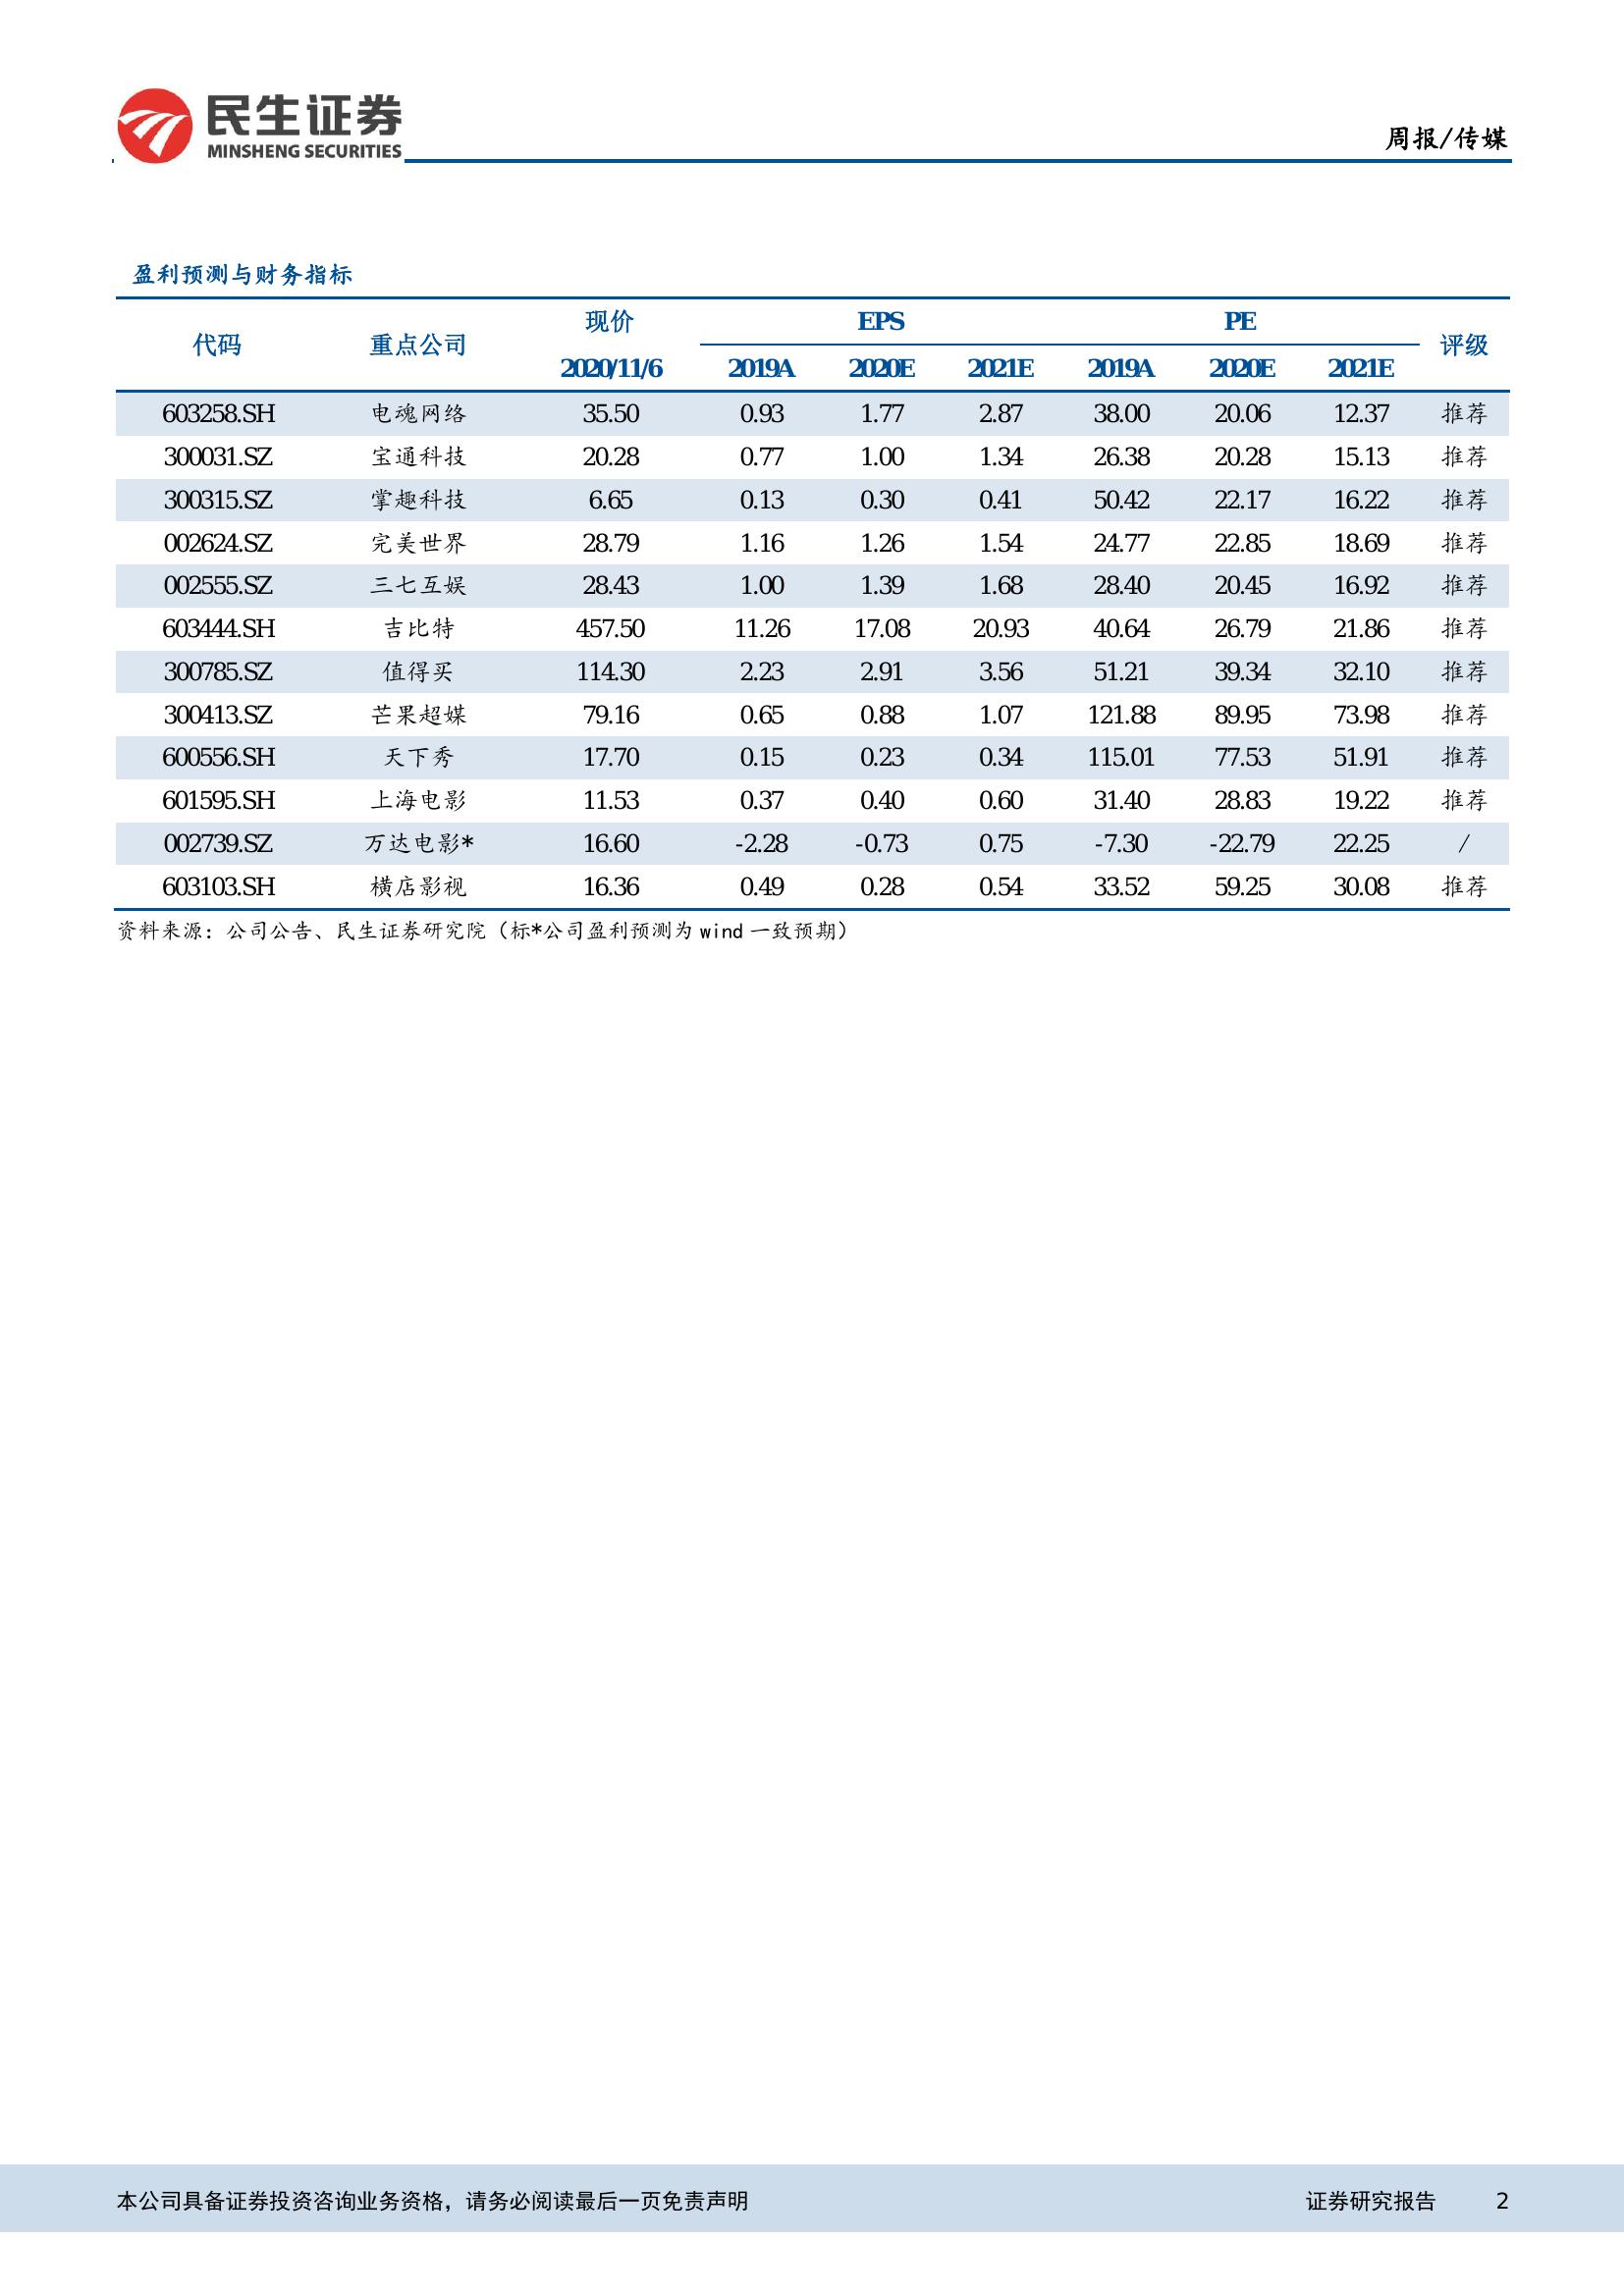 民生证券
MINSHENG SECURITIES
周报/传媒
盈利预测与财务指标
代码 重点公司 现价 EPS PE 评级
2020/11/6 2019A 2020E 2021E 2019A 2020E 2021E
603258.SH 电魂网络 35.50 0.93 1.77 2.87 38.00 20.06 12.37 推荐
300031.SZ 宝通科技 20.28 0.77 1.00 1.34 26.38 20.28 15.13 推荐
300315.SZ 掌趣科技 6.65 0.13 0.30 0.41 50.42 22.17 16.22 推荐
002624.SZ 完美世界 28.79 1.16 1.26 1.54 24.77 22.85 18.69 推荐
002555.SZ 三七互娱 28.43 1.00 1.39 1.68 28.40 20.45 16.92 推荐
603444.SH 吉比特 457.50 11.26 17.08 20.93 40.64 26.79 21.86 推荐
300785.SZ 值得买 114.30 2.23 2.91 3.56 51.21 39.34 32.10 推荐
300413.SZ 芒果超媒 79.16 0.65 0.88 1.07 121.88 89.95 73.98 推荐
600556.SH 天下秀 17.70 0.15 0.23 0.34 115.01 77.53 51.91 推荐
601595.SH 上海电影 11.53 0.37 0.40 0.60 31.40 28.83 19.22 推荐
002739.SZ 万达电影* 16.60 -2.28 -0.73 0.75 -7.30 -22.79 22.25 /
603103.SH 横店影视 16.36 0.49 0.28 0.54 33.52 59.25 30.08 推荐
资料来源：公司公告、民生证券研究院（标*公司盈利预测为 wind 一致预期）
本公司具备证券投资咨询业务资格，请务必阅读最后一页免责声明 证券研究报告 2